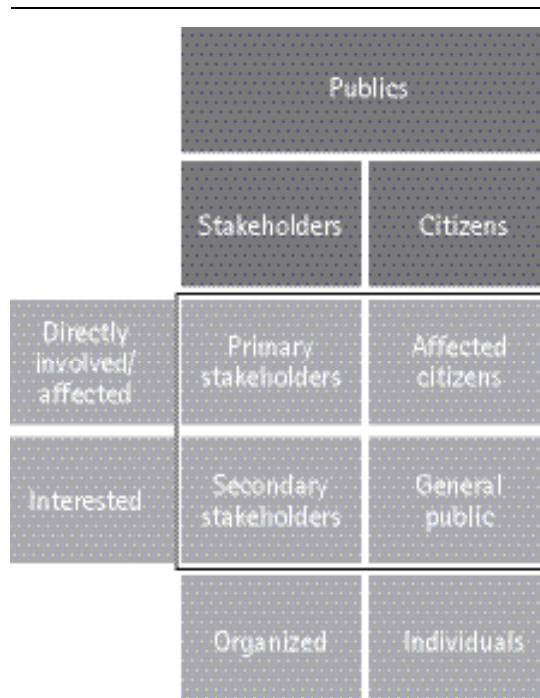 Publics
Stakeholders
Citizens
Directly
involved/
affected
Primary
stakeholders
Affected
citizens
Interested
Secondary
stakeholders
General
public
Organized
Individuals